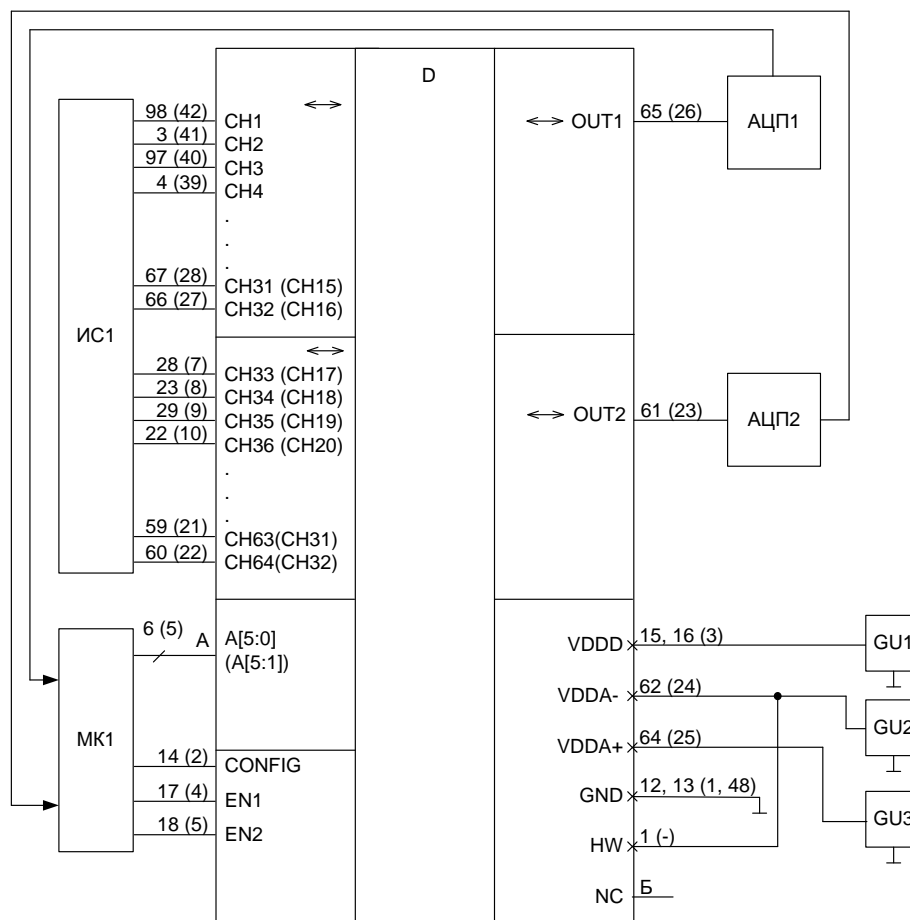 D
98 (42)
CH1
3 (41)
CH2
97 (40)
CH3
4 (39)
CH4
.
.
.
67 (28)
CH31 (CH15)
66 (27)
CH32 (CH16)
ИС1
28 (7)
CH33 (CH17)
23 (8)
CH34 (CH18)
29 (9)
CH35 (CH19)
22 (10)
CH36 (CH20)
.
.
.
59 (21)
CH63(CH31)
60 (22)
CH64(CH32)
OUT1
65 (26)
АЦП1
OUT2
61 (23)
АЦП2
МК1
6 (5)
A
A[5:0]
(A[5:1])
14 (2)
CONFIG
17 (4)
EN1
18 (5)
EN2
VDDD
15, 16 (3)
GU1
VDDA-
62 (24)
GU2
VDDA+
64 (25)
GU3
GND
12, 13 (1, 48)
HW
1 (-)
NC
Б